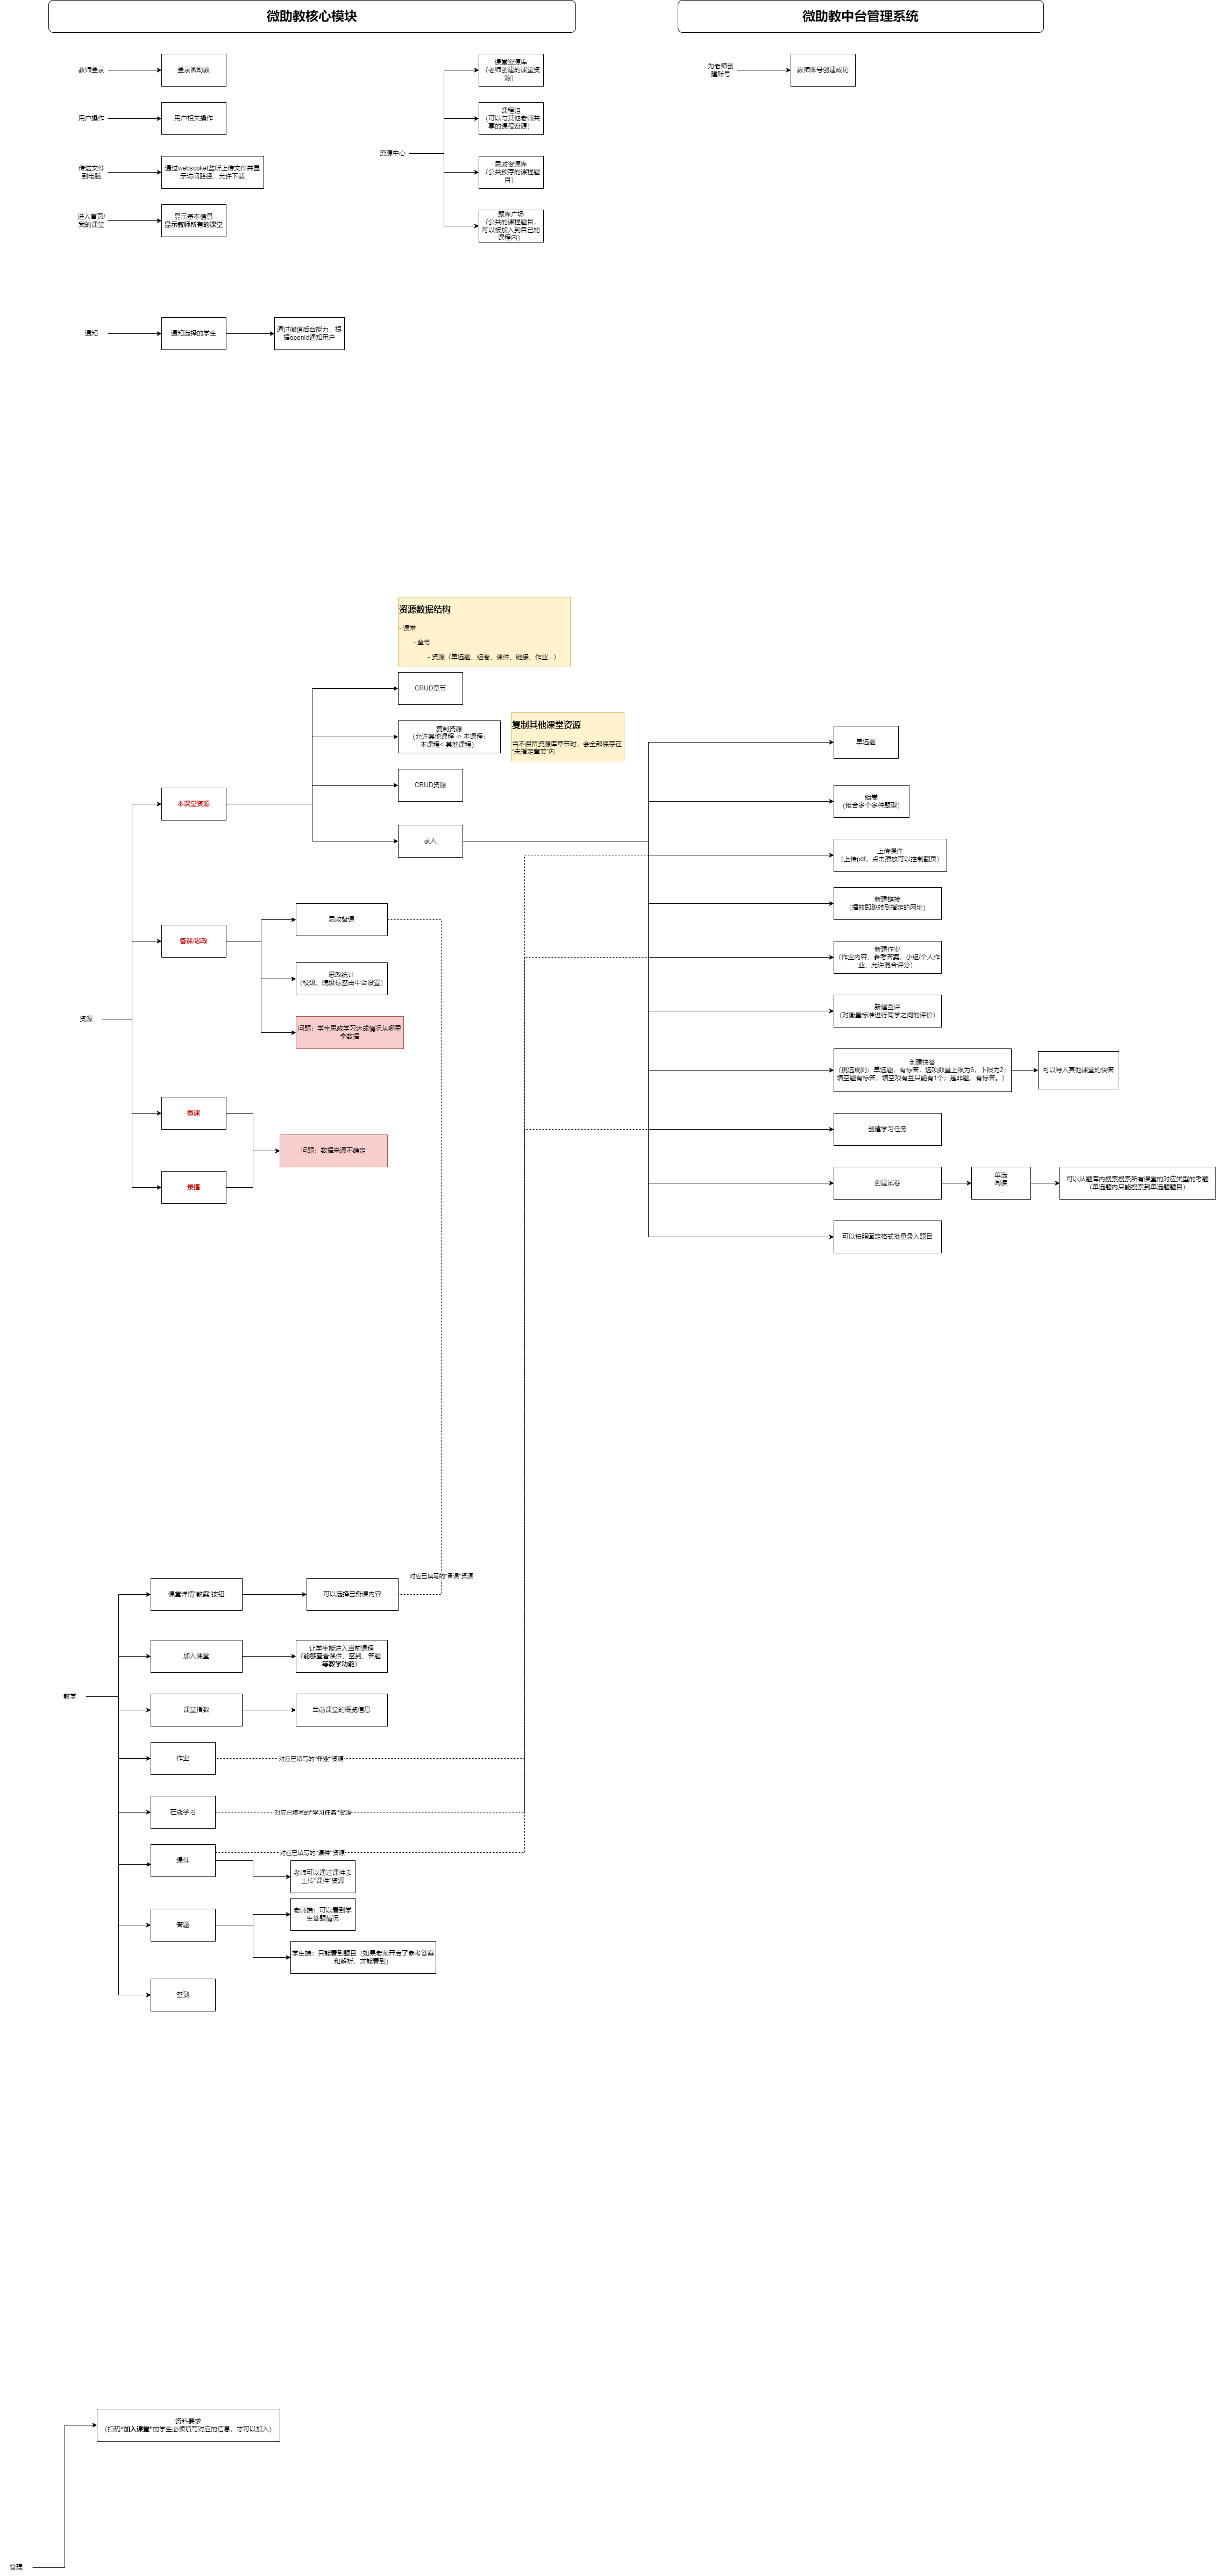 微助教核心模块
微助教中台管理系统
教师登录
登录微助教
用户操作
用户相关操作
传送文件
到电脑
通过webscoket监听上传文件并显
示访问路径，允许下载
进入首页/
我的课堂
显示基本信息
显示教师所有的课堂
资源中心
课堂资源库
（老师创建的课堂资
源）
课程组
（可以与其他老师共
享的课程资源）
思政资源库
（公共预存的课程题
目）
题库广场
（公共的课程题目，
可以被加入到自己的
课程内）
为老师创
建账号
教师账号创建成功
通知
通知选择的学生
通过微信后台能力，根
据openId通知用户
资源数据结构
- 课堂
- 章节
- 资源（单选题、组卷、课件、链接、作业...）
CRUD章节
复制资源
（允许其他课程 -> 本课程；
本课程<-其他课程）
复制其他课堂资源
当不保留资源库章节时，会全部保存在
“未指定章节”内
CRUD资源
录入
资源
本课堂资源
备课/思政
思政备课
思政统计
（校级、院级标签由中台设置）
问题：学生思政学习达成情况从哪里
拿数据
微课
录播
问题：数据来源不确定
单选题
组卷
（组合多个多种题型）
上传课件
（上传pdf，点击播放可以控制翻页）
新建链接
（播放即跳转到指定的网址）
新建作业
（作业内容、参考答案，小组/个人作
业，允许混合评分）
新建互评
（对衡量标准进行同学之间的评价）
创建快答
（挑选规则：单选题，有标答，选项数量上限为6，下限为2；
填空题有标答，填空项有且只能有1个；是非题，有标答。）
可以导入其他课堂的快答
创建学习任务
创建试卷
单选
阅读
...
可以从题库内搜索搜索所有课堂的对应类型的考题
（单选题内只能搜索到单选题题目）
可以按照固定格式批量录入题目
教学
课堂详情“教案”按钮
可以选择已备课内容
对应已填写的“备课”资源
加入课堂
让学生能进入当前课程
（能够查看课件、签到、答题...
等教学功能）
课堂指数
当前课堂的概览信息
作业
对应已填写的“作业”资源
在线学习
对应已填写的“学习任务”资源
课件
对应已填写的“课件”资源
老师可以通过课件去
上传“课件”资源
答题
老师端：可以看到学
生答题情况
学生端：只能看到题目（如果老师开启了参考答案
和解析，才能看到）
签到
资料要求
（扫码“加入课堂”的学生必须填写对应的信息，才可以加入）
管理